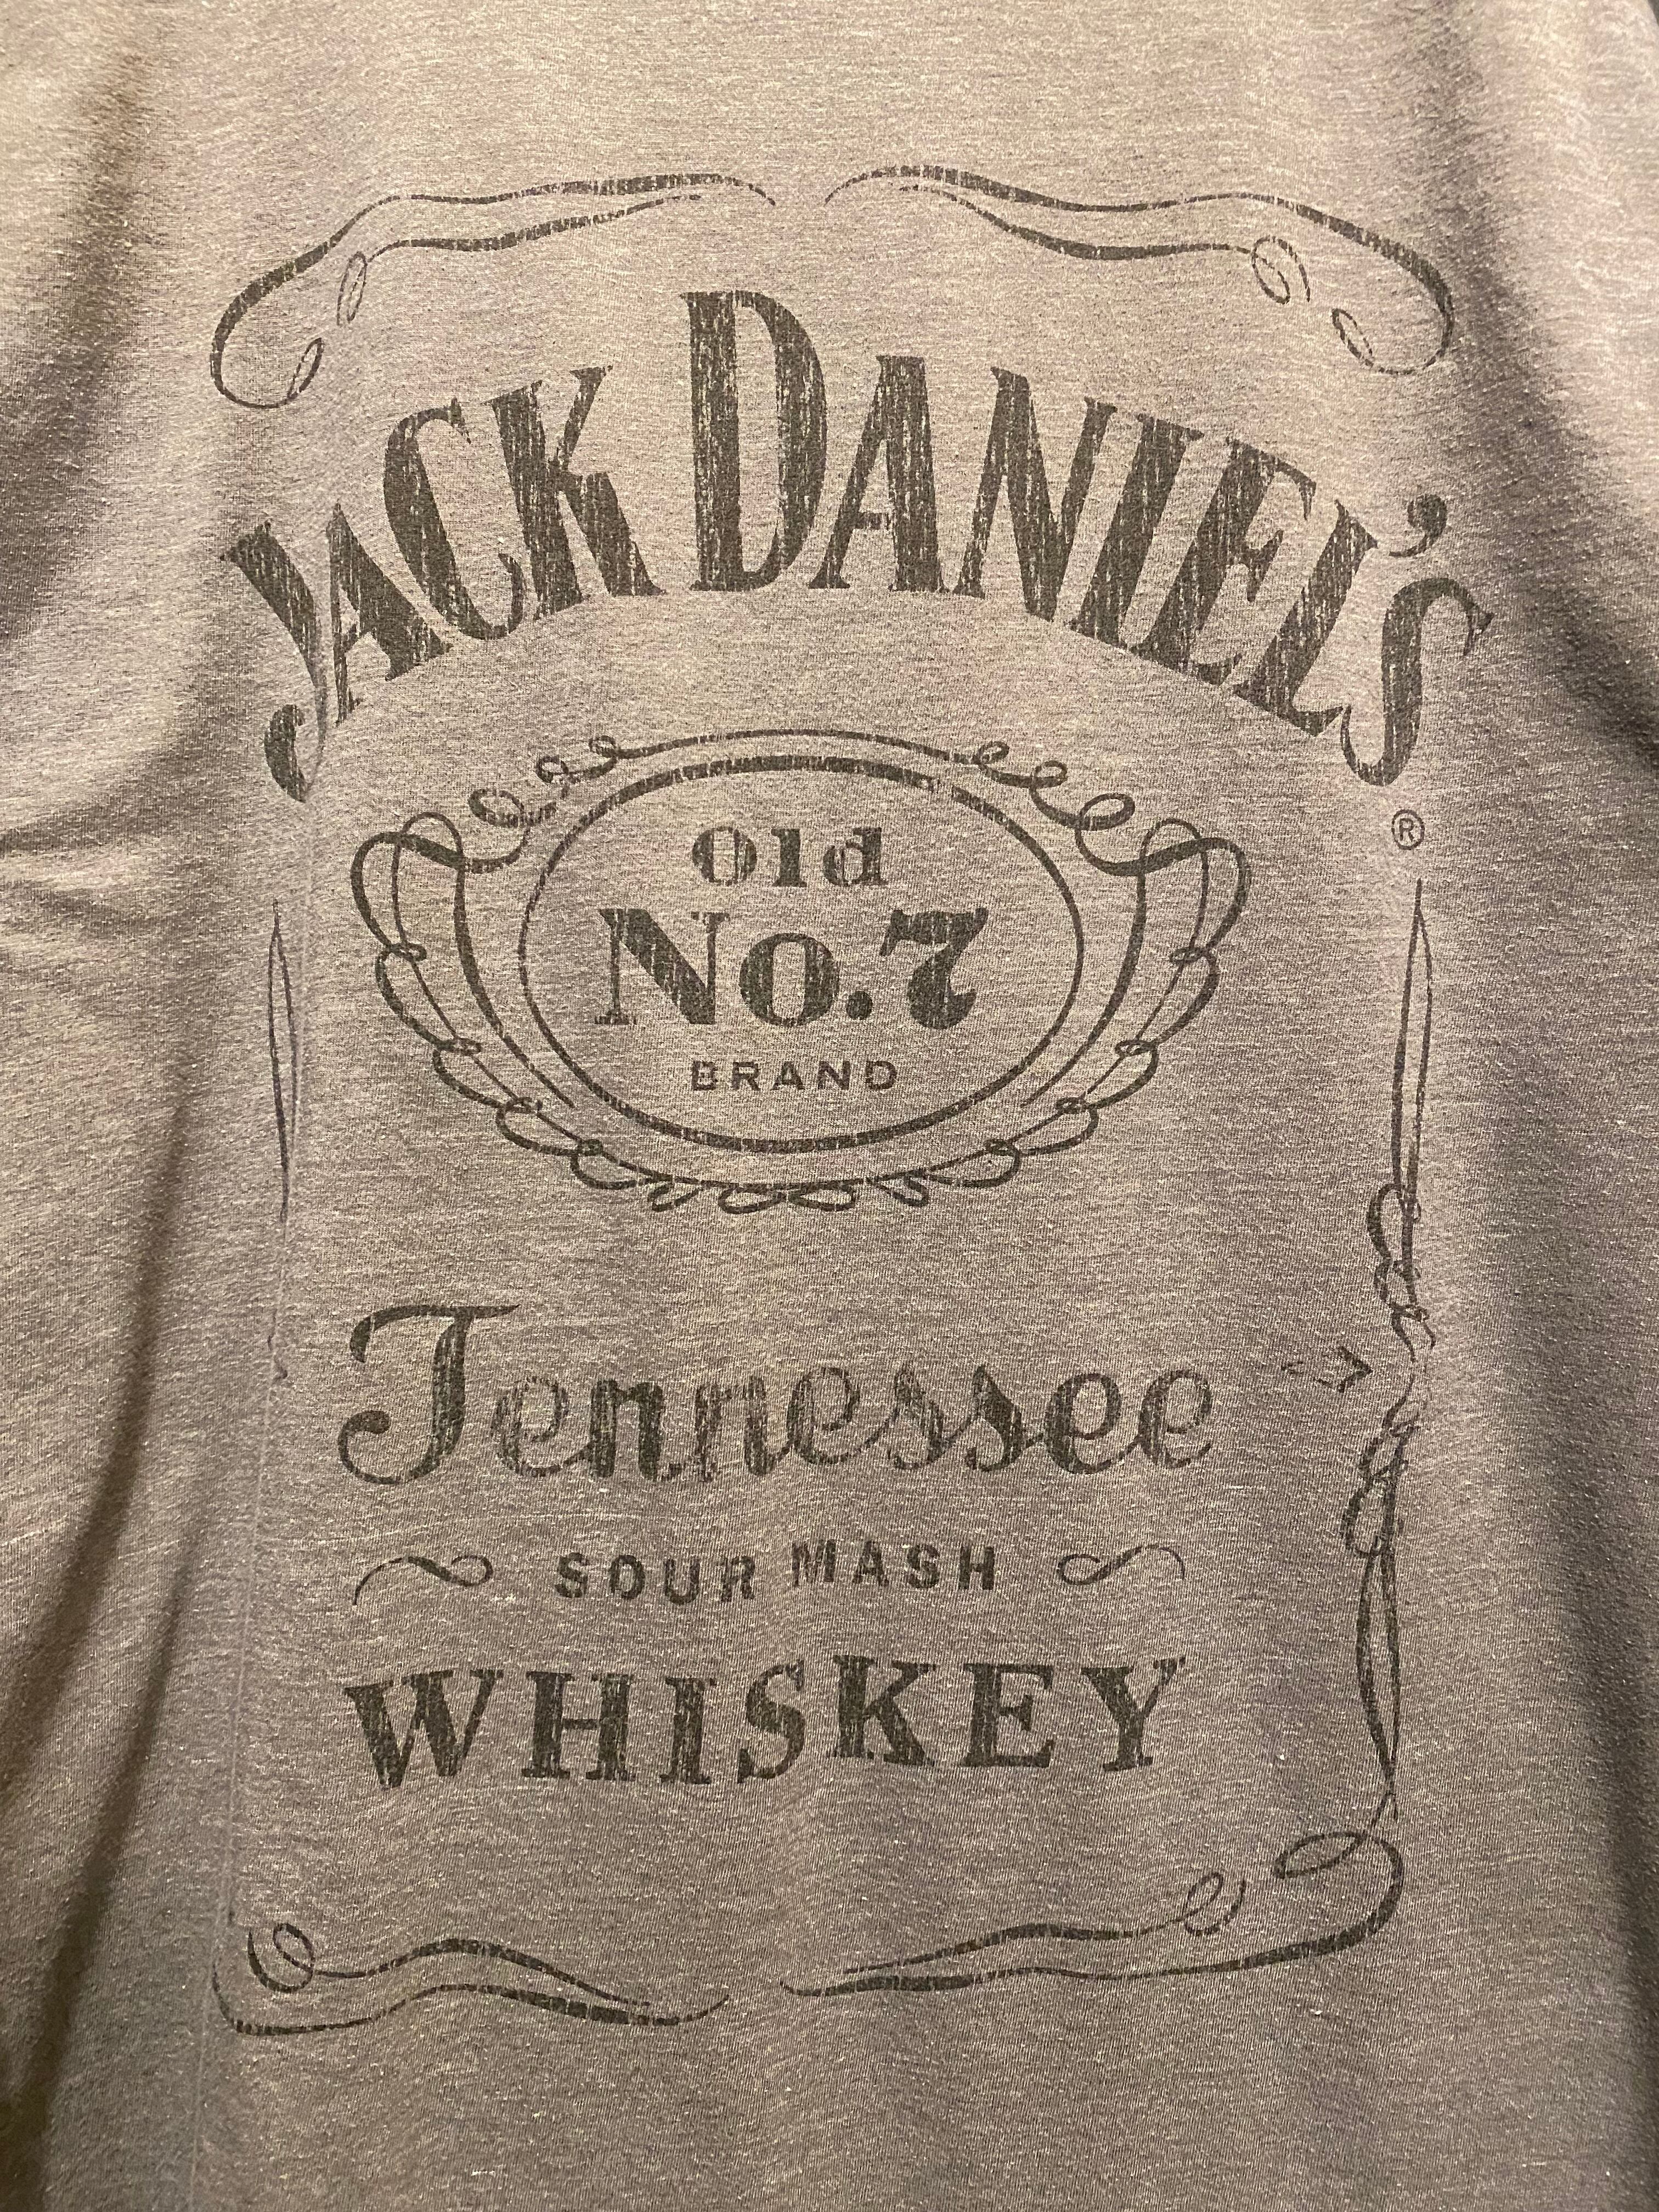 JACK DANIEL'S
®
Old
No.7
BRAND
Tennessee
SOUR MASH
WHISKEY